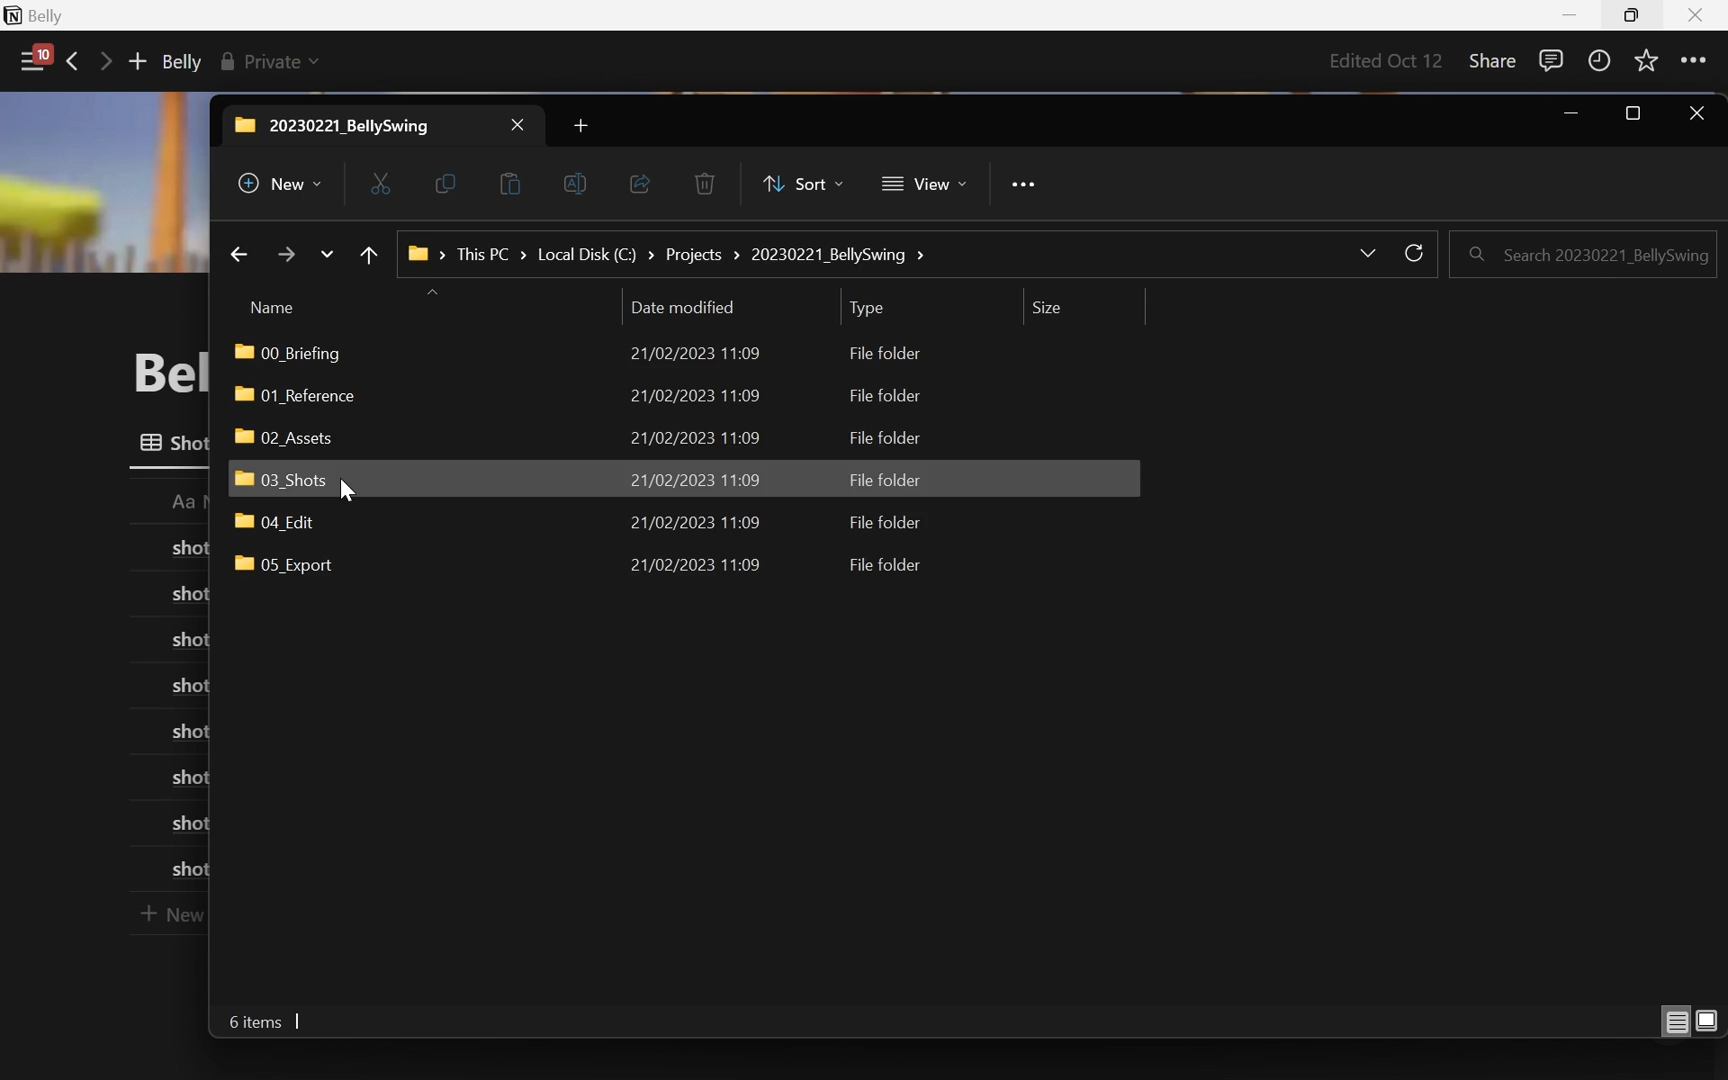 Belly
10
Belly Private
Edited Oct 12 Share
20230221_BellySwing
New
Sort
View
This PC > Local Disk (C:) > Projects > 20230221_BellySwing >
Search 20230221_BellySwing
Name Date modified Type Size
00_Briefing 21/02/2023 11:09 File folder
01_Reference 21/02/2023 11:09 File folder
02_Assets 21/02/2023 11:09 File folder
03_Shots 21/02/2023 11:09 File folder
04_Edit 21/02/2023 11:09 File folder
05_Export 21/02/2023 11:09 File folder
6 items
Bel
Shot
Aa
shot
shot
shot
shot
shot
shot
shot
shot
+ New